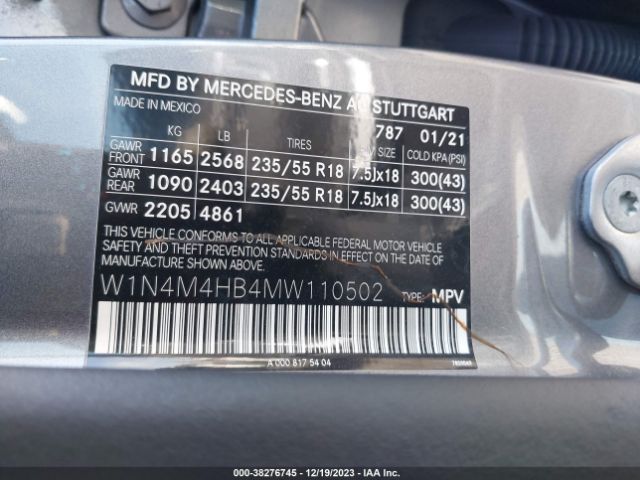 MFD BY MERCEDES-BENZ AG STUTTGART
MADE IN MEXICO 787 01/21
KG LB TIRES SIZE COLD KPA (PSI)
GAWR FRONT 1165 2568 235/55 R18 7.5Jx18 300(43)
GAWR REAR 1090 2403 235/55 R18 7.5Jx18 300(43)
GVWR 2205 4861
THIS VEHICLE CONFORMS TO ALL APPLICABLE FEDERAL MOTOR VEHICLE
SAFETY AND THEFT PREVENTION STANDARDS IN EFFECT ON THE
DATE OF MANUFACTURE SHOWN ABOVE.
W1N4M4HB4MW110502 TYPE: MPV
A 000 817 54 04
000-38276745 - 12/19/2023 - IAAI.com